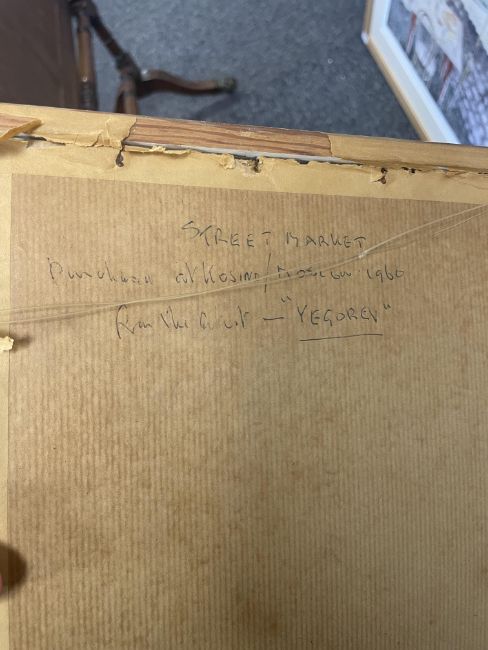 STREET MARKET
Purchased at Kosino/Moscow 1960
from the artist — "YEGOREV"